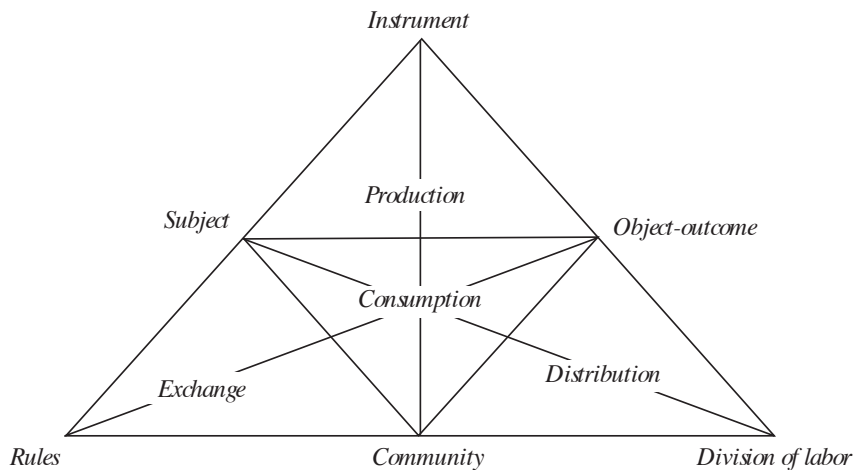 Instrument
Production
Subject
Object-outcome
Consumption
Exchange
Distribution
Rules
Community
Division of labor